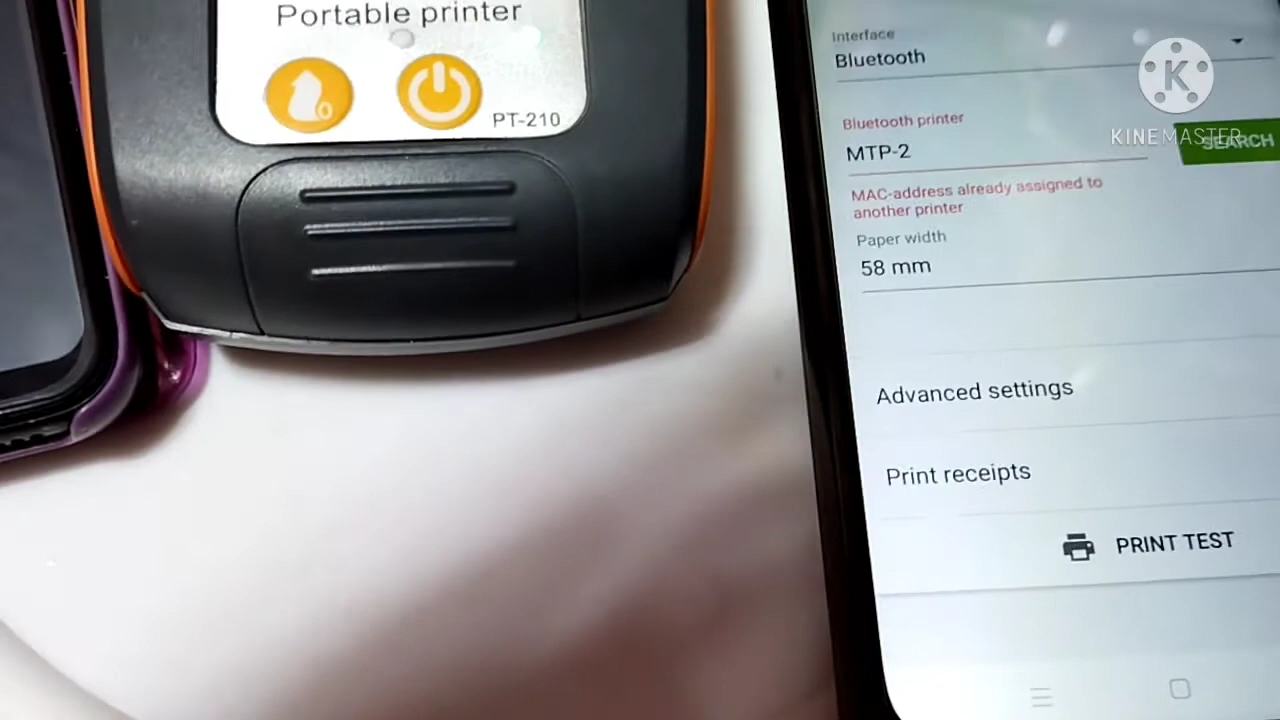 Portable printer
PT-210
Interface
Bluetooth
Bluetooth printer
MTP-2
SEARCH
MAC-address already assigned to
another printer
Paper width
58 mm
Advanced settings
Print receipts
PRINT TEST
K
KINEMASTER